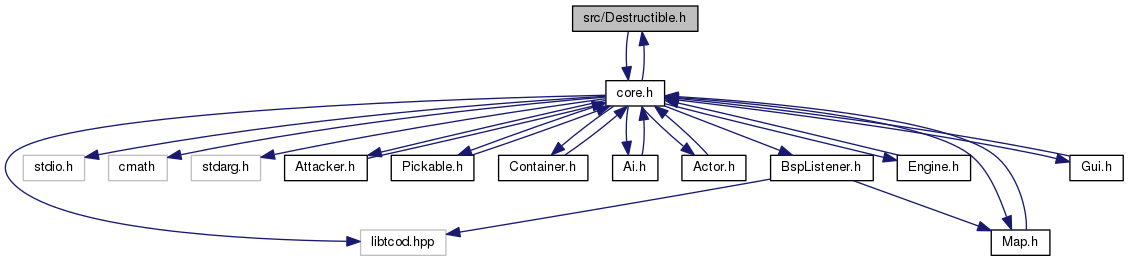 src/Destructible.h
core.h
stdio.h
cmath
stdarg.h
Attacker.h
Pickable.h
Container.h
Ai.h
Actor.h
BspListener.h
Engine.h
Gui.h
libtcod.hpp
Map.h